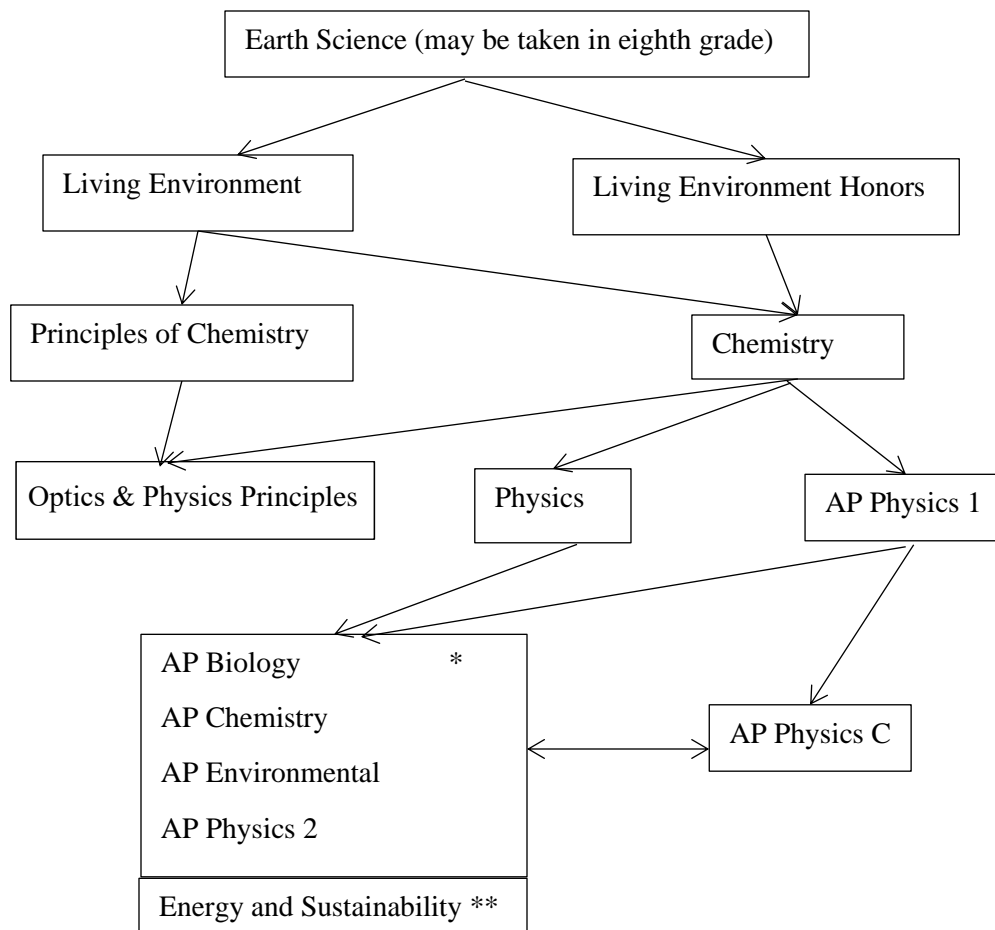 Earth Science (may be taken in eighth grade)
Living Environment
Living Environment Honors
Principles of Chemistry
Chemistry
Optics & Physics Principles
Physics
AP Physics 1
AP Biology *
AP Chemistry
AP Environmental
AP Physics 2
AP Physics C
Energy and Sustainability **